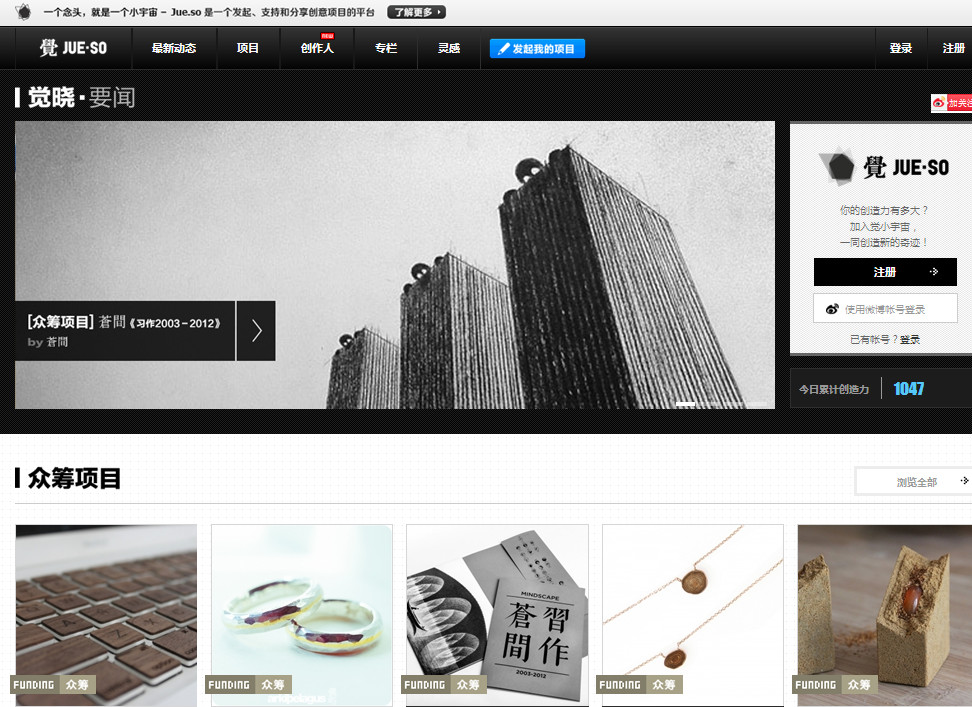 一个念头，就是一个小宇宙 – Jue.so 是一个发起、支持和分享创意项目的平台 了解更多
覺 JUE·SO 最新动态 项目 创作人 NEW 专栏 灵感 发起我的项目 登录 注册
觉晓·要闻
加关注
覺 JUE·SO
你的创造力有多大？
加入觉小宇宙，
一同创造新的奇迹！
注册
使用微博帐号登录
已有帐号？登录
[众筹项目] 蒼間《习作2003–2012》
by 蒼間
今日累计创造力 1047
众筹项目
浏览全部
MINDSCAPE
蒼間
習作
2003-2012
FUNDING 众筹
FUNDING 众筹
FUNDING 众筹
FUNDING 众筹
FUNDING 众筹